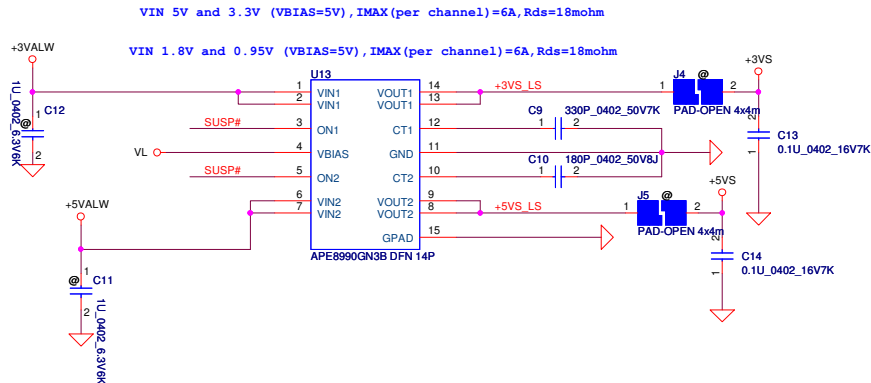 VIN 5V and 3.3V (VBIAS=5V),IMAX(per channel)=6A,Rds=18mohm
VIN 1.8V and 0.95V (VBIAS=5V),IMAX(per channel)=6A,Rds=18mohm
+3VALW
1U_0402_6.3V6K
@
C12
1
2
U13
1 VIN1
2 VIN1
3 ON1
4 VBIAS
5 ON2
6 VIN2
7 VIN2
VOUT1 14
VOUT1 13
CT1 12
GND 11
CT2 10
VOUT2 9
VOUT2 8
GPAD 15
APE8990GN3B DFN 14P
SUSP#
VL
SUSP#
+5VALW
@
C11
1
2
1U_0402_6.3V6K
+3VS_LS
J4
@
1 2
PAD-OPEN 4x4m
+3VS
C9 330P_0402_50V7K
1 2
C10 180P_0402_50V8J
1 2
2
1
C13
0.1U_0402_16V7K
+5VS_LS
J5
@
1 2
PAD-OPEN 4x4m
+5VS
2
1
C14
0.1U_0402_16V7K